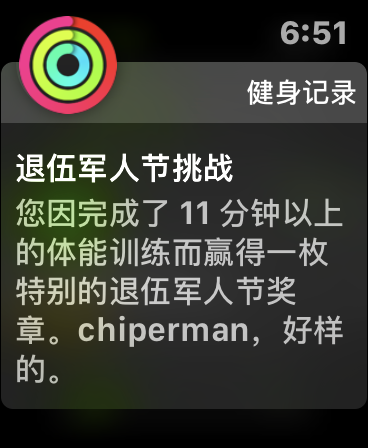 6:51
健身记录
退伍军人节挑战
您因完成了 11 分钟以上
的体能训练而赢得一枚
特别的退伍军人节奖
章。chiperman，好样
的。